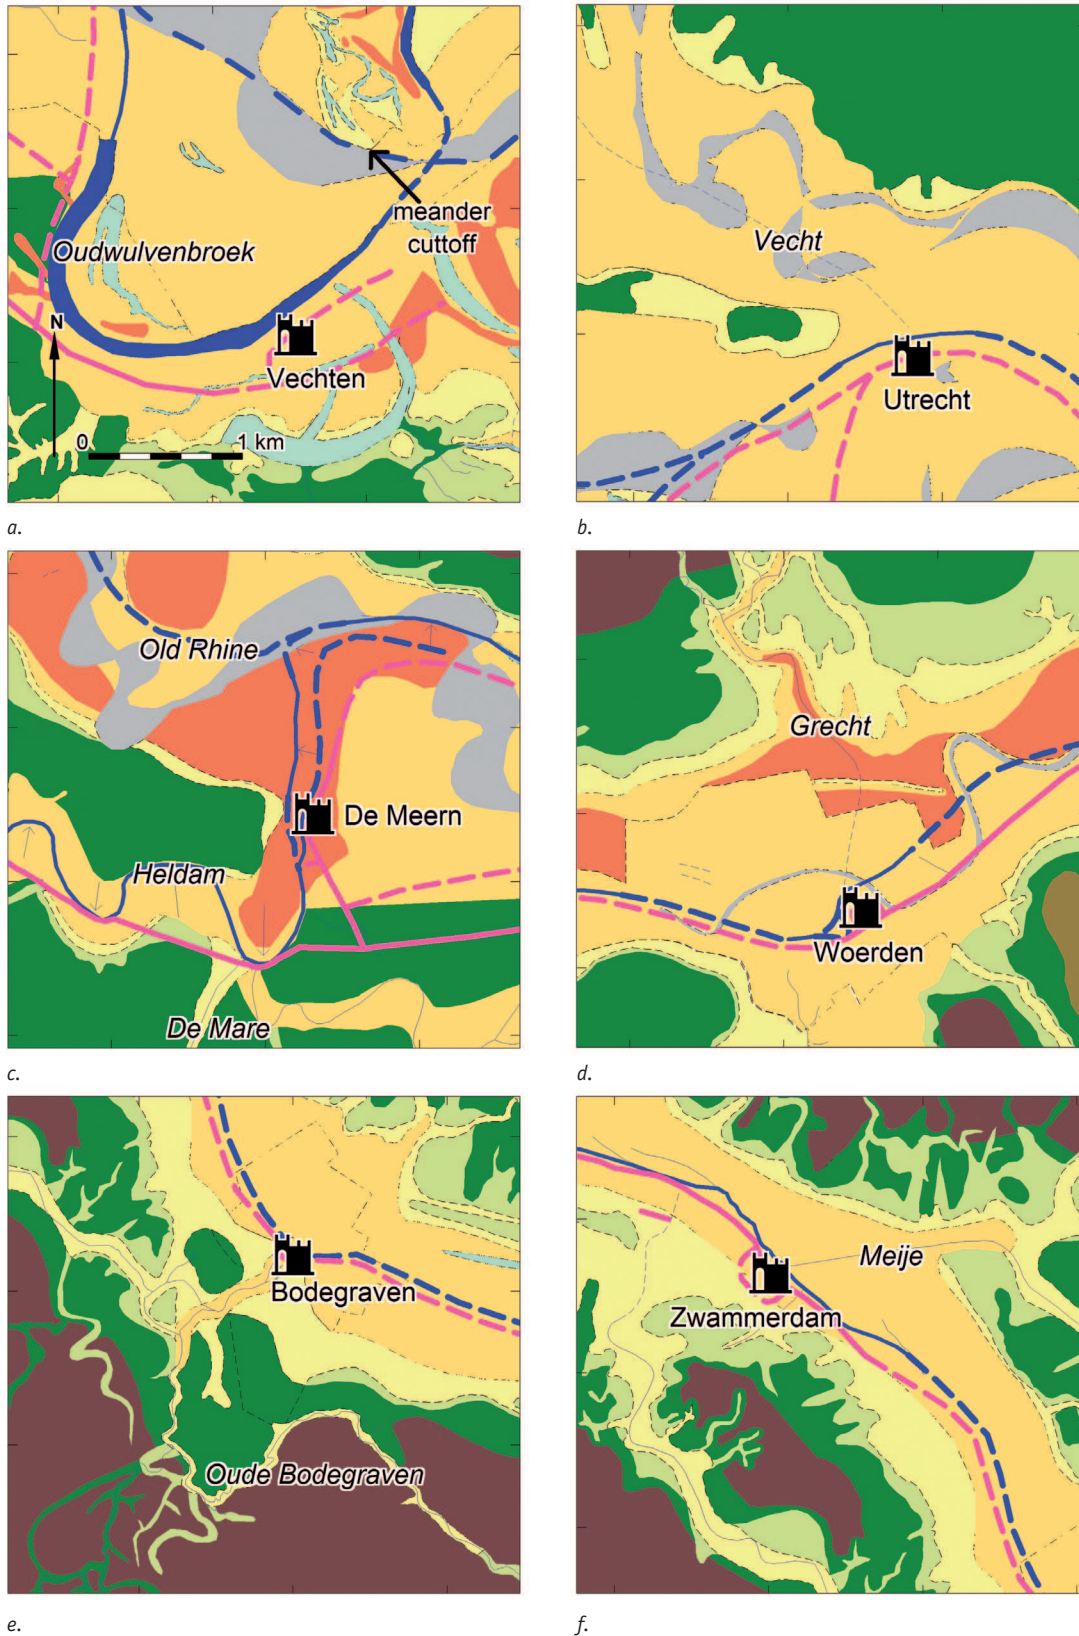 meander
cuttoff
Oudwulvenbroek
N
Vechten
0 1 km
a.
Vecht
Utrecht
b.
Old Rhine
De Meern
Heldam
De Mare
c.
Grecht
Woerden
d.
Bodegraven
Oude Bodegraven
e.
Meije
Zwammerdam
f.